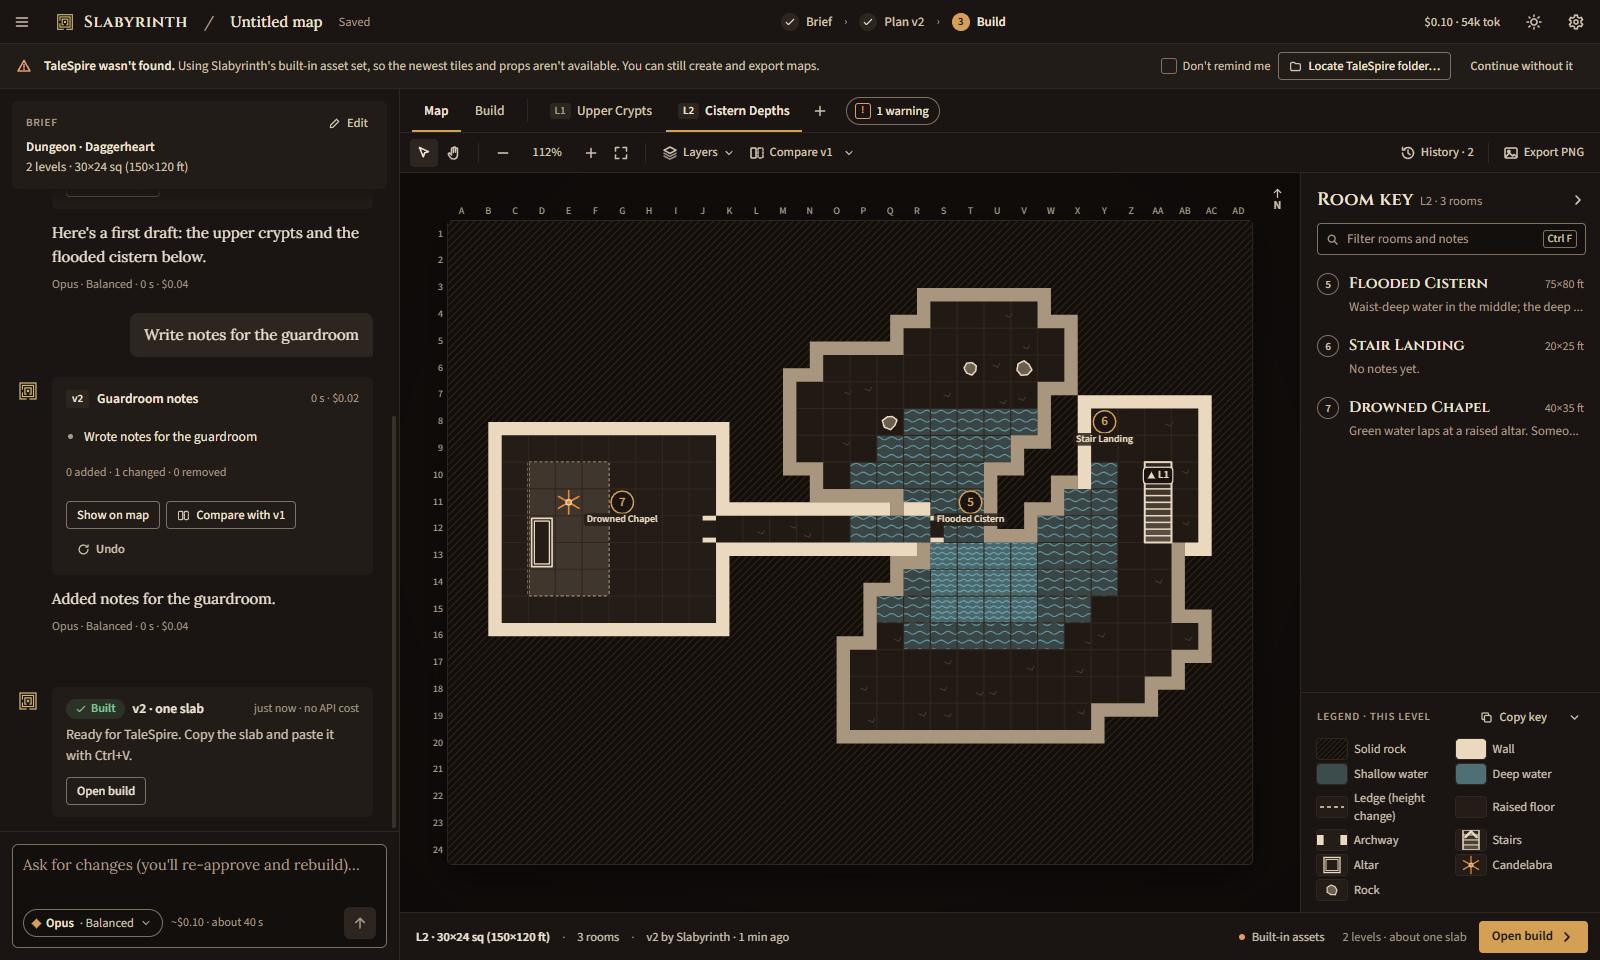 SLABYRINTH / Untitled map Saved
Brief › Plan v2 › 3 Build
$0.10 · 54k tok
TaleSpire wasn't found. Using Slabyrinth's built-in asset set, so the newest tiles and props aren't available. You can still create and export maps.
Don't remind me
Locate TaleSpire folder...
Continue without it
BRIEF
Edit
Dungeon · Daggerheart
2 levels · 30×24 sq (150×120 ft)
Here's a first draft: the upper crypts and the
flooded cistern below.
Opus · Balanced · 0 s · $0.04
Write notes for the guardroom
v2 Guardroom notes 0 s · $0.02
Wrote notes for the guardroom
0 added · 1 changed · 0 removed
Show on map
Compare with v1
Undo
Added notes for the guardroom.
Opus · Balanced · 0 s · $0.04
Built v2 · one slab just now · no API cost
Ready for TaleSpire. Copy the slab and paste it
with Ctrl+V.
Open build
Ask for changes (you'll re-approve and rebuild)...
Opus · Balanced
~$0.10 · about 40 s
Map
Build
L1 Upper Crypts
L2 Cistern Depths
1 warning
112%
Layers
Compare v1
History · 2
Export PNG
N
A B C D E F G H I J K L M N O P Q R S T U V W X Y Z AA AB AC AD
1
2
3
4
5
6
7
8
9
10
11
12
13
14
15
16
17
18
19
20
21
22
23
24
6
Stair Landing
L1
7
Drowned Chapel
5
Flooded Cistern
ROOM KEY L2 · 3 rooms
Filter rooms and notes Ctrl F
5 FLOODED CISTERN 75×80 ft
Waist-deep water in the middle; the deep ...
6 STAIR LANDING 20×25 ft
No notes yet.
7 DROWNED CHAPEL 40×35 ft
Green water laps at a raised altar. Someo...
LEGEND · THIS LEVEL
Copy key
Solid rock
Wall
Shallow water
Deep water
Ledge (height
change)
Raised floor
Archway
Stairs
Altar
Candelabra
Rock
L2 · 30×24 sq (150×120 ft) · 3 rooms · v2 by Slabyrinth · 1 min ago
Built-in assets
2 levels · about one slab
Open build